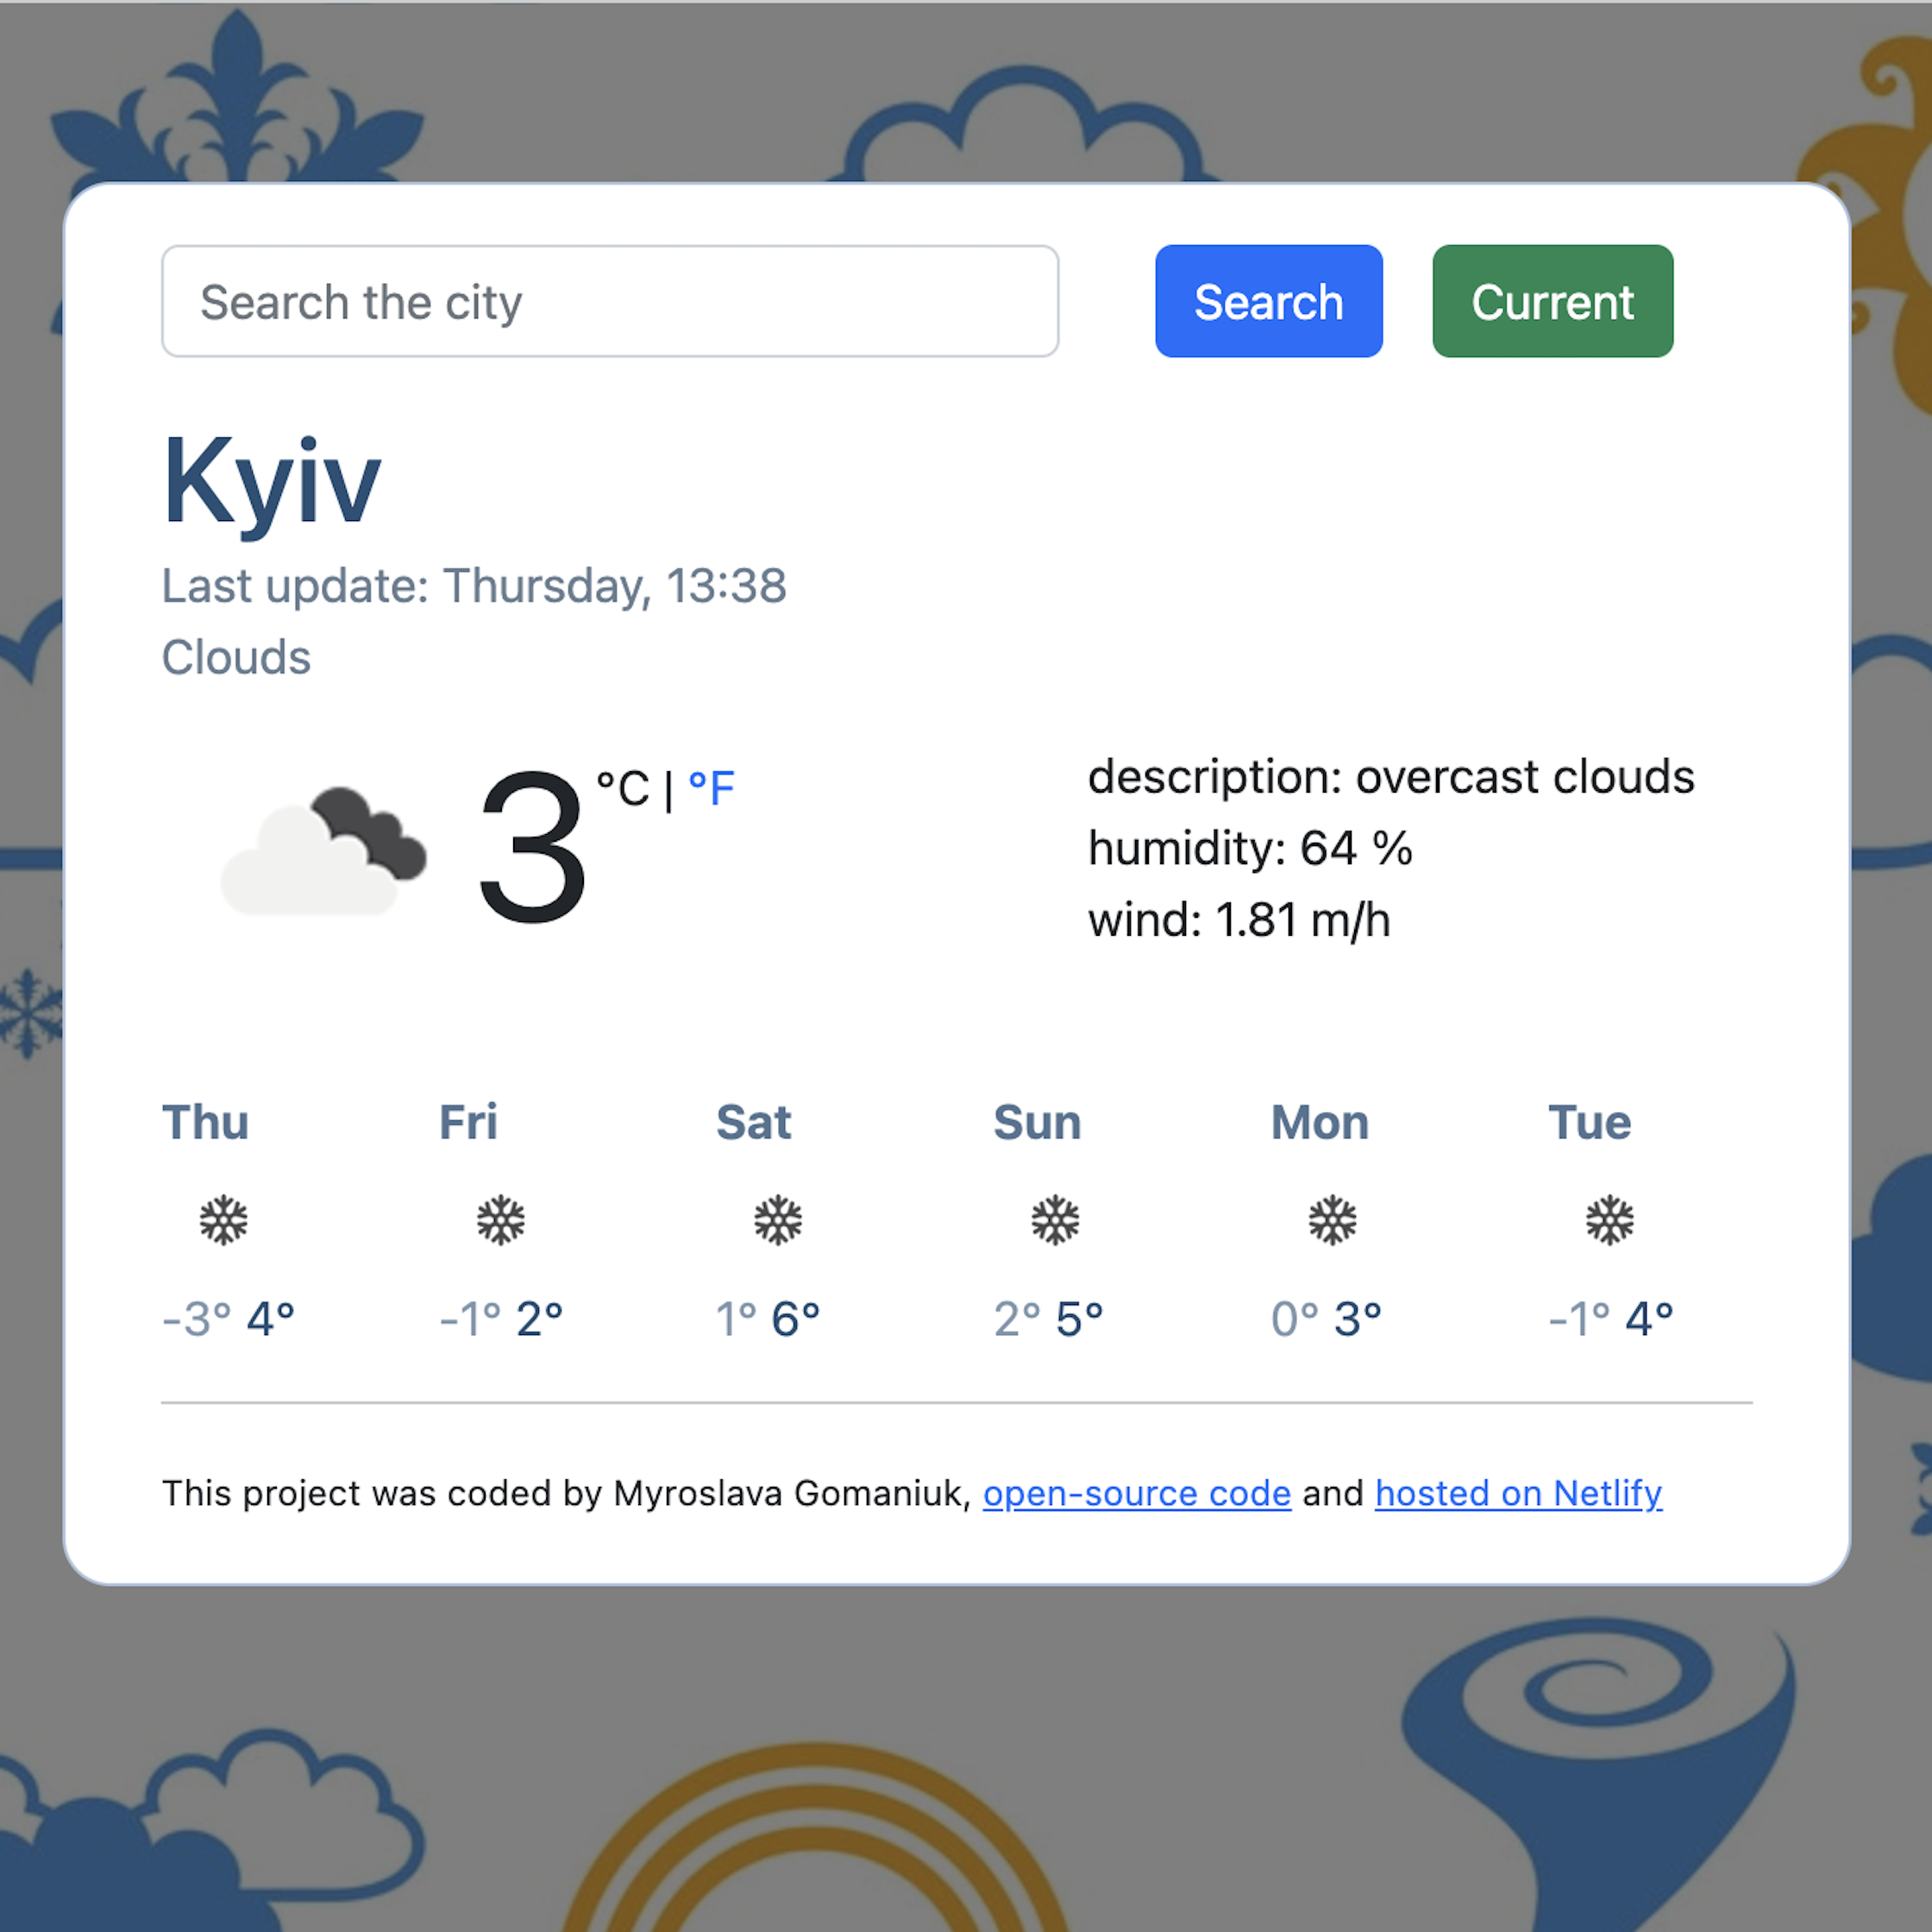 Search the city Search Current
Kyiv
Last update: Thursday, 13:38
Clouds
3 °C | °F
description: overcast clouds
humidity: 64 %
wind: 1.81 m/h
Thu Fri Sat Sun Mon Tue
-3° 4° -1° 2° 1° 6° 2° 5° 0° 3° -1° 4°
This project was coded by Myroslava Gomaniuk, open-source code and hosted on Netlify